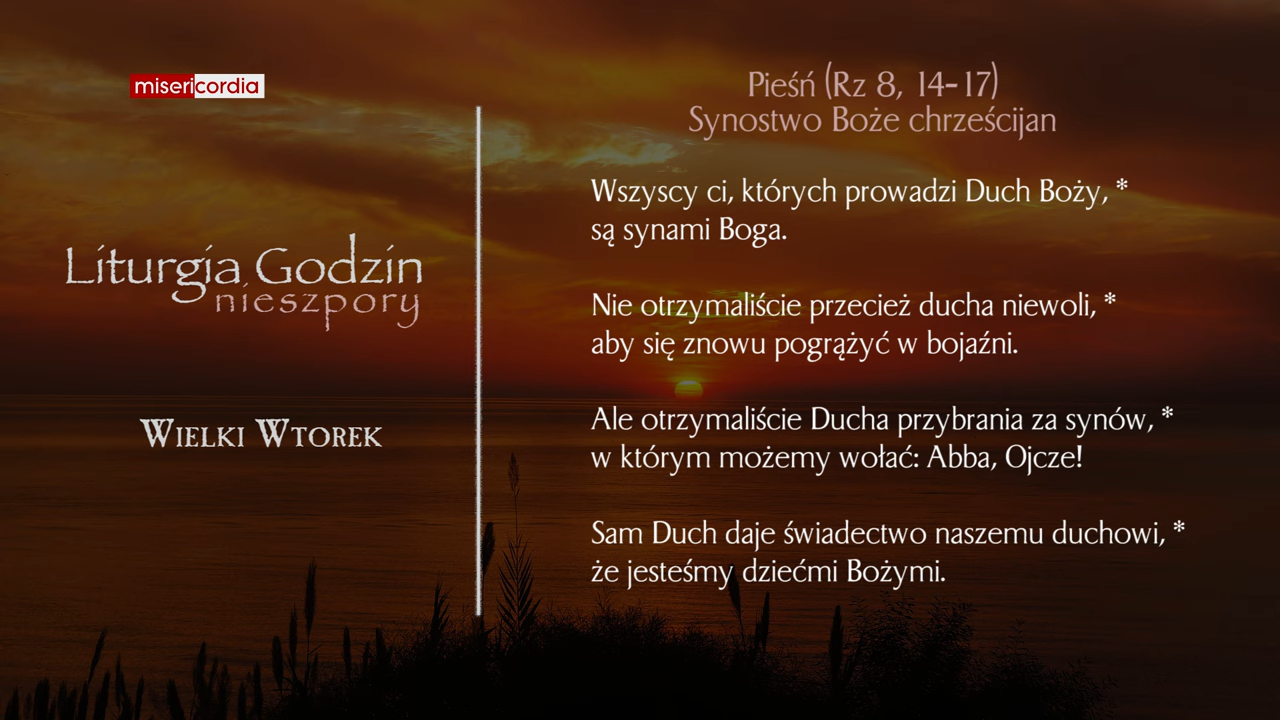 misericordia
Liturgia Godzin
nieszpory
Wielki Wtorek
Pieśń (Rz 8, 14-17)
Synostwo Boże chrześcijan
Wszyscy ci, których prowadzi Duch Boży, *
są synami Boga.
Nie otrzymaliście przecież ducha niewoli, *
aby się znowu pogrążyć w bojaźni.
Ale otrzymaliście Ducha przybrania za synów, *
w którym możemy wołać: Abba, Ojcze!
Sam Duch daje świadectwo naszemu duchowi, *
że jesteśmy dziećmi Bożymi.